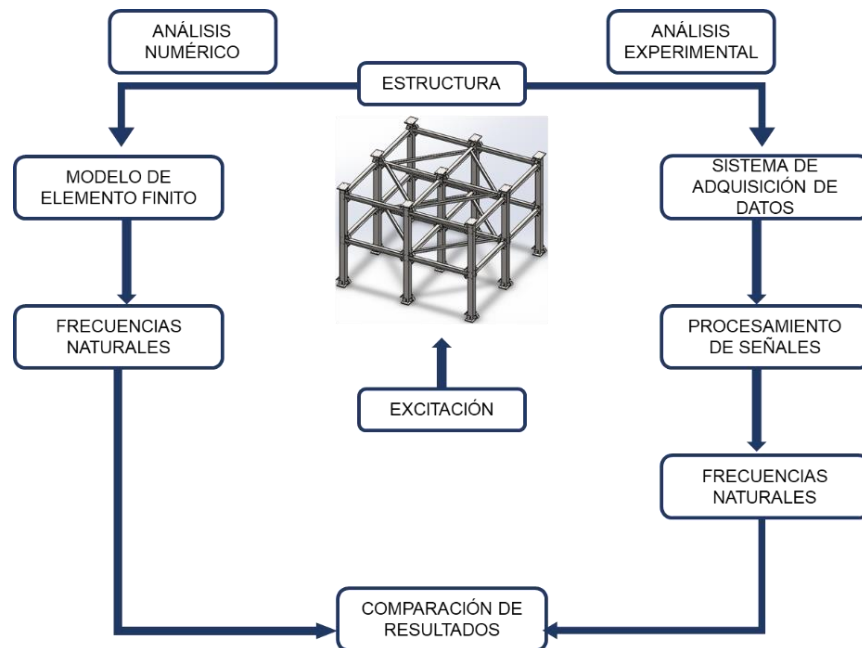 ANÁLISIS
NUMÉRICO
ANÁLISIS
EXPERIMENTAL
ESTRUCTURA
MODELO DE
ELEMENTO FINITO
SISTEMA DE
ADQUISICIÓN DE
DATOS
FRECUENCIAS
NATURALES
PROCESAMIENTO
DE SEÑALES
EXCITACIÓN
FRECUENCIAS
NATURALES
COMPARACIÓN DE
RESULTADOS